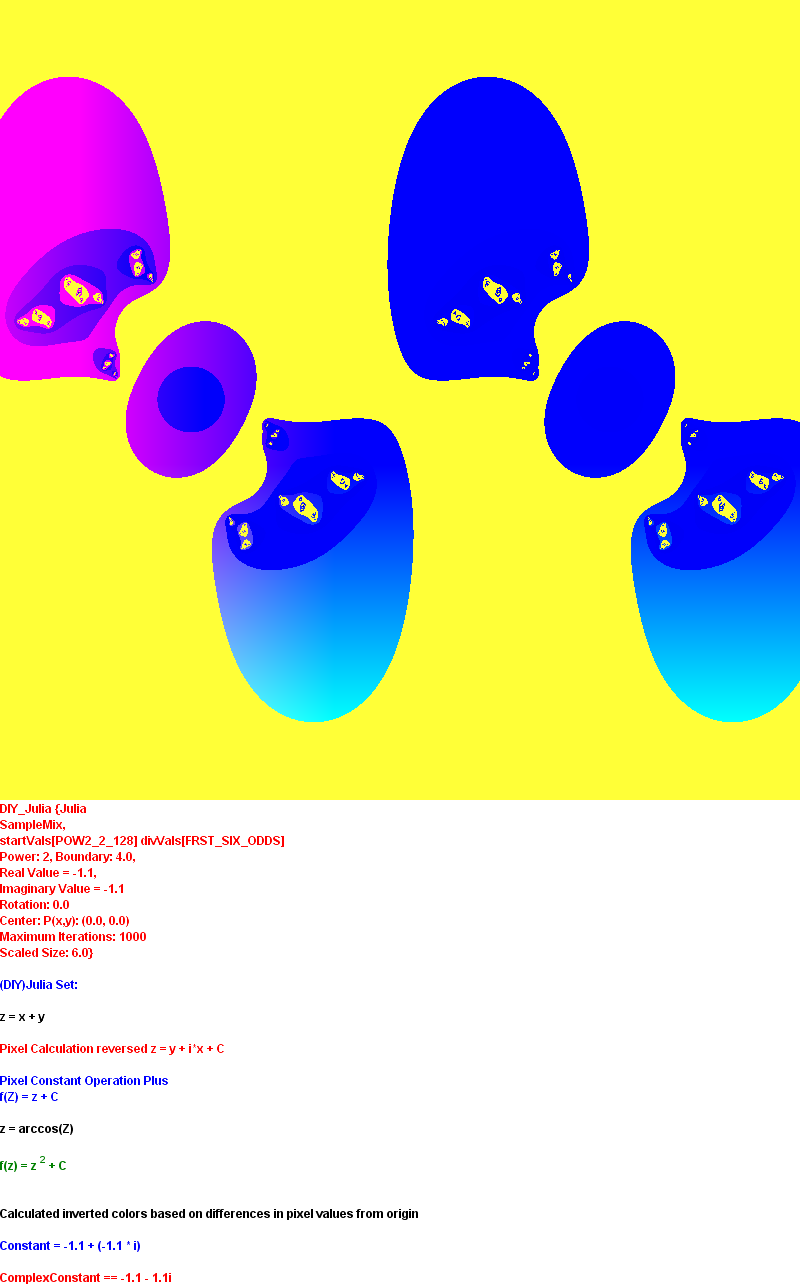 DIY_Julia {Julia
SampleMix,
startVals[POW2_2_128] divVals[FRST_SIX_ODDS]
Power: 2, Boundary: 4.0,
Real Value = -1.1,
Imaginary Value = -1.1
Rotation: 0.0
Center: P(x,y): (0.0, 0.0)
Maximum Iterations: 1000
Scaled Size: 6.0}
(DIY)Julia Set:
z = x + y
Pixel Calculation reversed z = y + i*x + C
Pixel Constant Operation Plus
f(Z) = z + C
z = arccos(Z)
f(z) = z 2 + C
Calculated inverted colors based on differences in pixel values from origin
Constant = -1.1 + (-1.1 * i)
ComplexConstant == -1.1 - 1.1i